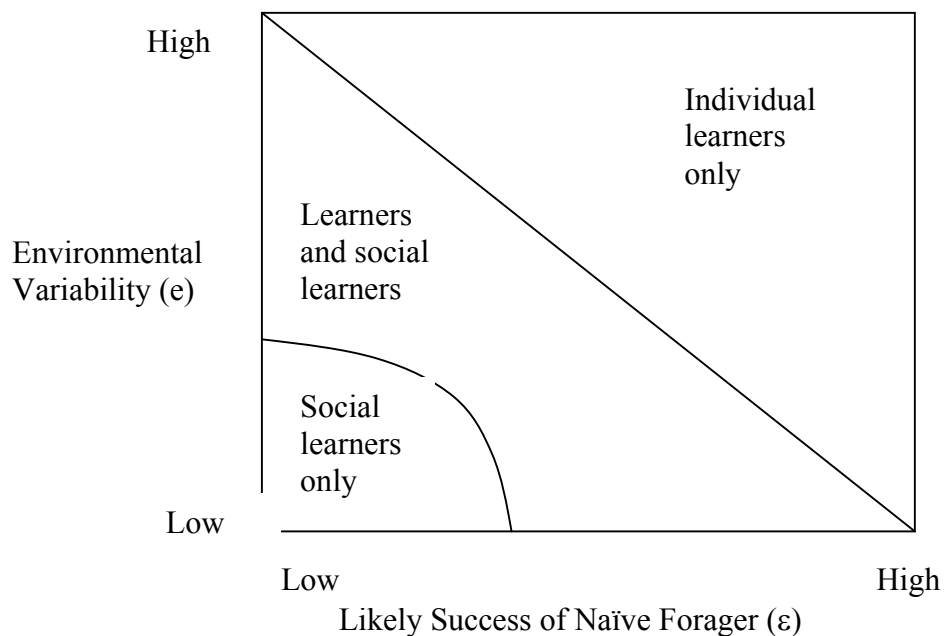 High
Individual
learners
only
Learners
and social
learners
Environmental
Variability (e)
Social
learners
only
Low
Low
High
Likely Success of Naïve Forager (ε)